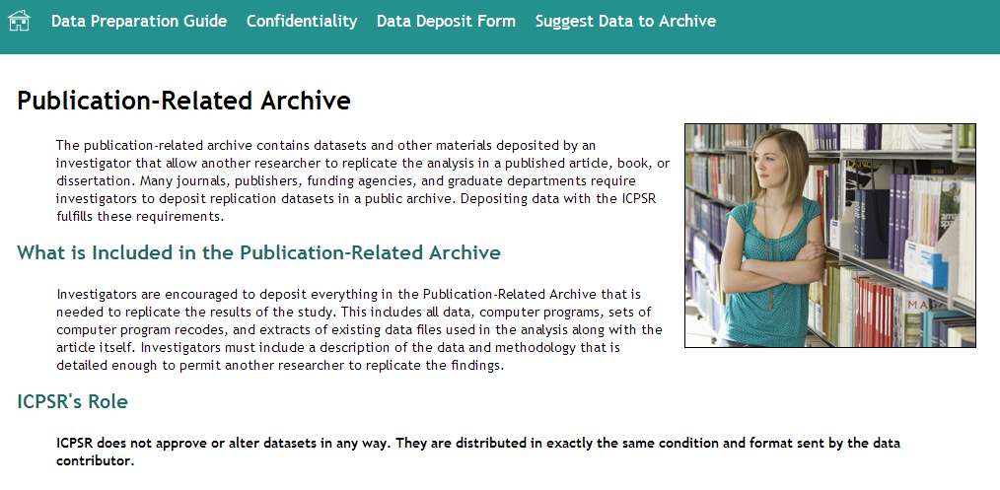 Data Preparation Guide Confidentiality Data Deposit Form Suggest Data to Archive
Publication-Related Archive
The publication-related archive contains datasets and other materials deposited by an
investigator that allow another researcher to replicate the analysis in a published article, book, or
dissertation. Many journals, publishers, funding agencies, and graduate departments require
investigators to deposit replication datasets in a public archive. Depositing data with the ICPSR
fulfills these requirements.
What is Included in the Publication-Related Archive
Investigators are encouraged to deposit everything in the Publication-Related Archive that is
needed to replicate the results of the study. This includes all data, computer programs, sets of
computer program recodes, and extracts of existing data files used in the analysis along with the
article itself. Investigators must include a description of the data and methodology that is
detailed enough to permit another researcher to replicate the findings.
ICPSR's Role
ICPSR does not approve or alter datasets in any way. They are distributed in exactly the same condition and format sent by the data
contributor.